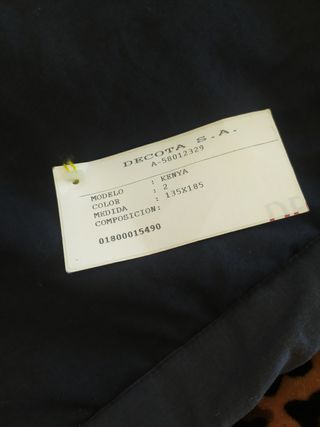 DECOTA S.A.
A-58012329
MODELO : KENYA
COLOR : 2
MEDIDA : 135X185
COMPOSICION:
01800015490